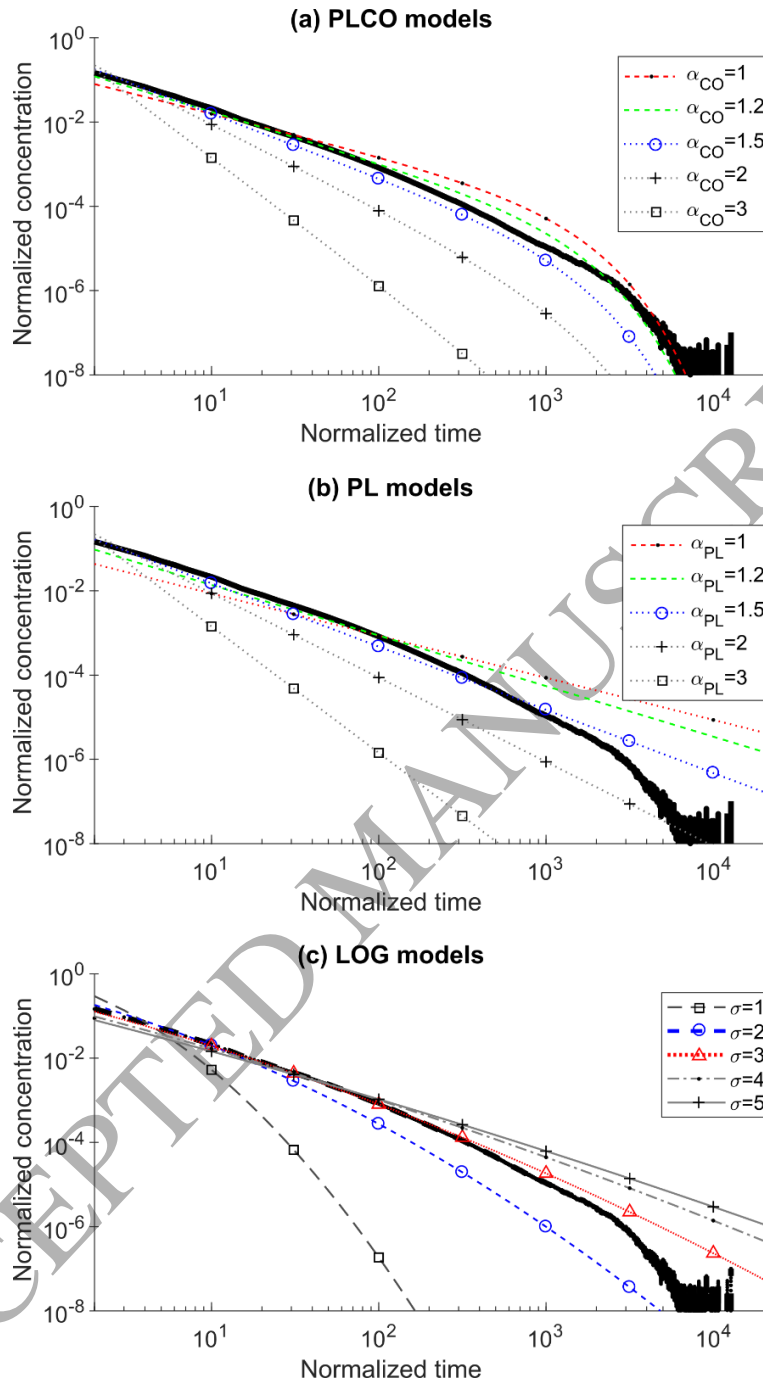 (a) PLCO models
Normalized concentration
10^0
10^-2
10^-4
10^-6
10^-8
10^1
10^2
10^3
10^4
Normalized time
α_CO=1
α_CO=1.2
α_CO=1.5
α_CO=2
α_CO=3
(b) PL models
Normalized concentration
10^0
10^-2
10^-4
10^-6
10^-8
10^1
10^2
10^3
10^4
Normalized time
α_PL=1
α_PL=1.2
α_PL=1.5
α_PL=2
α_PL=3
(c) LOG models
Normalized concentration
10^0
10^-2
10^-4
10^-6
10^-8
10^1
10^2
10^3
10^4
Normalized time
σ=1
σ=2
σ=3
σ=4
σ=5
CEPTED MANUSCR